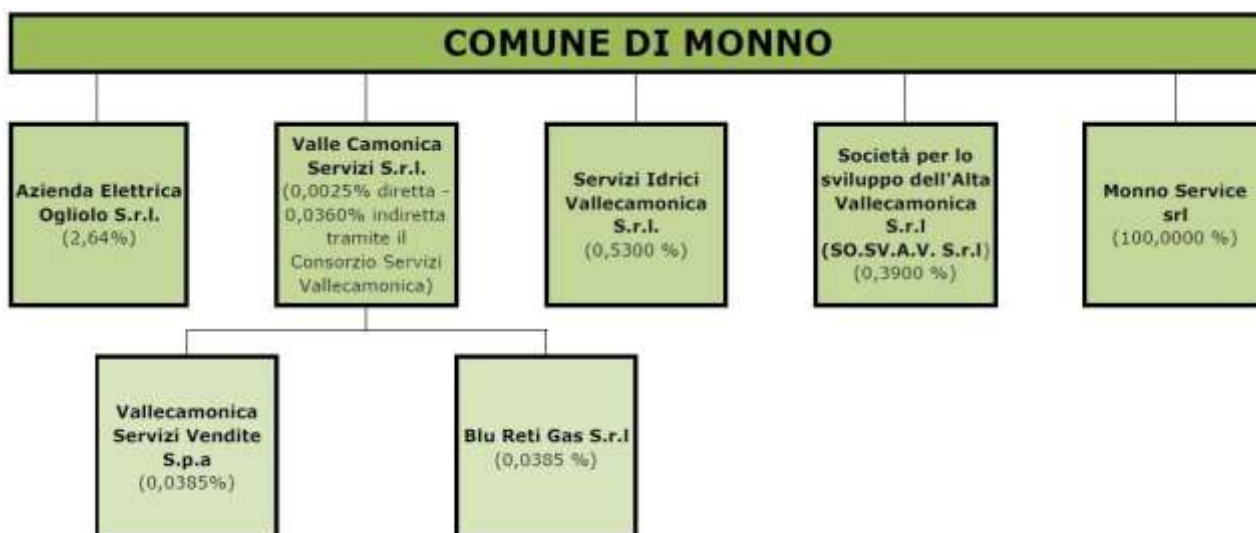 COMUNE DI MONNO
Azienda Elettrica
Ogliolo S.r.l.
(2,64%)
Valle Camonica
Servizi S.r.l.
(0,0025% diretta –
0,0360% indiretta
tramite il
Consorzio Servizi
Vallecamonica)
Servizi Idrici
Vallecamonica
S.r.l.
(0,5300 %)
Società per lo
sviluppo dell'Alta
Vallecamonica
S.r.l
(SO.SV.A.V. S.r.l)
(0,3900 %)
Monno Service
srl
(100,0000 %)
Vallecamonica
Servizi Vendite
S.p.a
(0,0385%)
Blu Reti Gas S.r.l
(0,0385 %)